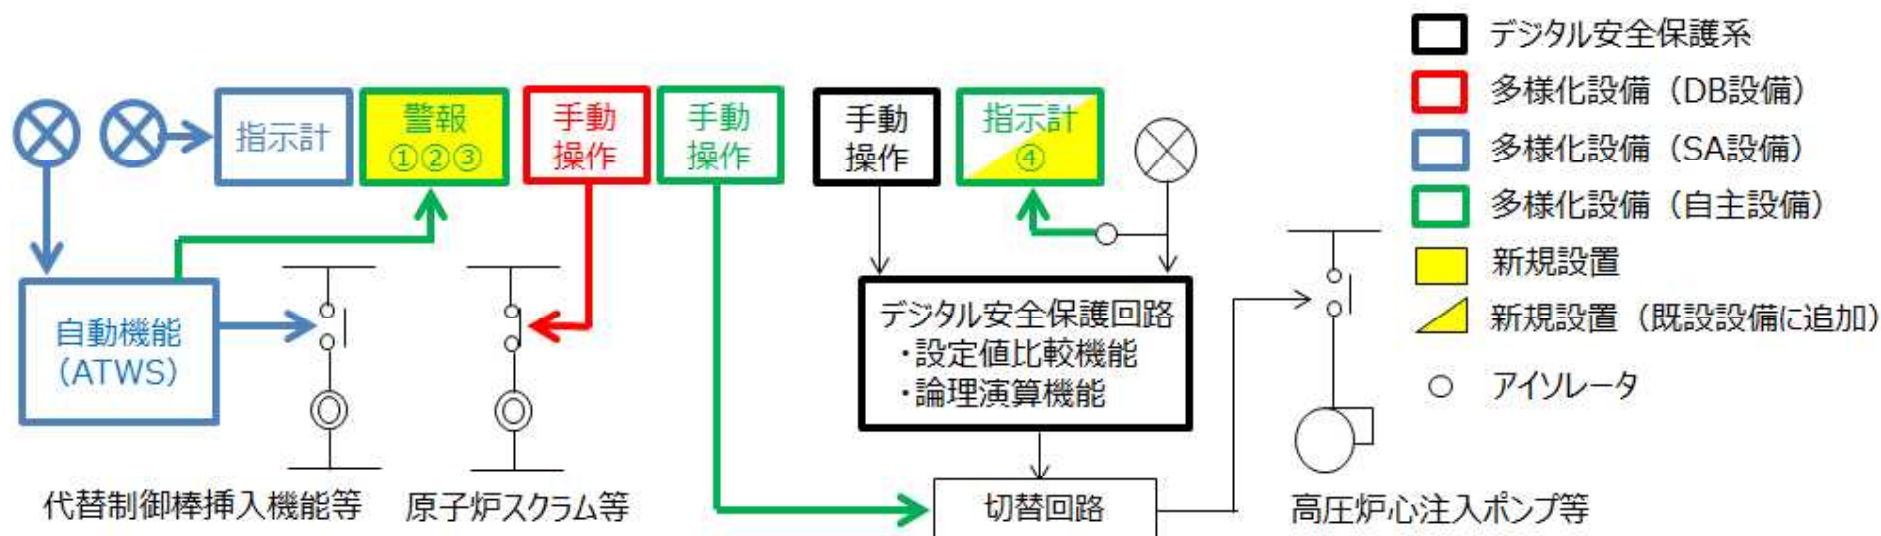 指示計
警報
①②③
手動
操作
手動
操作
手動
操作
指示計
④
自動機能
(ATWS)
デジタル安全保護回路
・設定値比較機能
・論理演算機能
切替回路
代替制御棒挿入機能等
原子炉スクラム等
高圧炉心注入ポンプ等
デジタル安全保護系
多様化設備（DB設備）
多様化設備（SA設備）
多様化設備（自主設備）
新規設置
新規設置（既設設備に追加）
アイソレータ